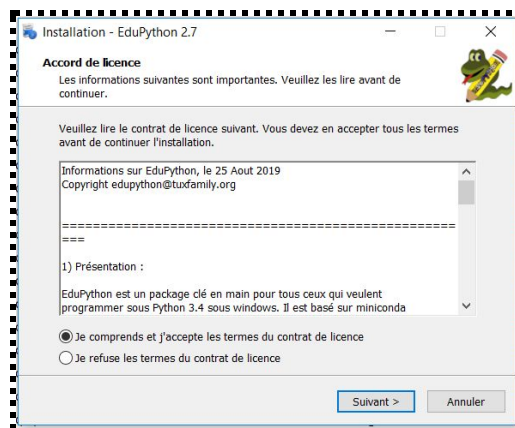 Installation - EduPython 2.7
Accord de licence
Les informations suivantes sont importantes. Veuillez les lire avant de
continuer.
Veuillez lire le contrat de licence suivant. Vous devez en accepter tous les termes
avant de continuer l'installation.
Informations sur EduPython, le 25 Aout 2019
Copyright edupython@tuxfamily.org
====================================================
===
1) Présentation :
EduPython est un package clé en main pour tous ceux qui veulent
programmer sous Python 3.4 sous windows. Il est basé sur miniconda
Je comprends et j'accepte les termes du contrat de licence
Je refuse les termes du contrat de licence
Suivant >
Annuler